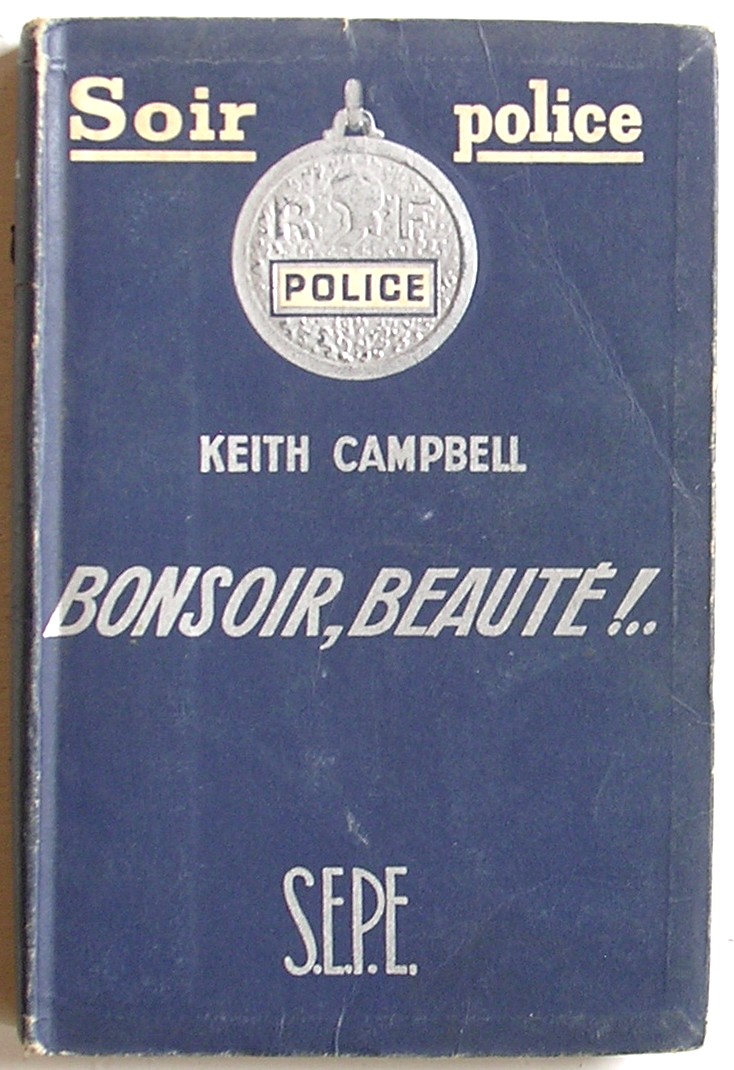 Soir police
R F
POLICE
KEITH CAMPBELL
BONSOIR, BEAUTÉ !..
S.E.P.E.